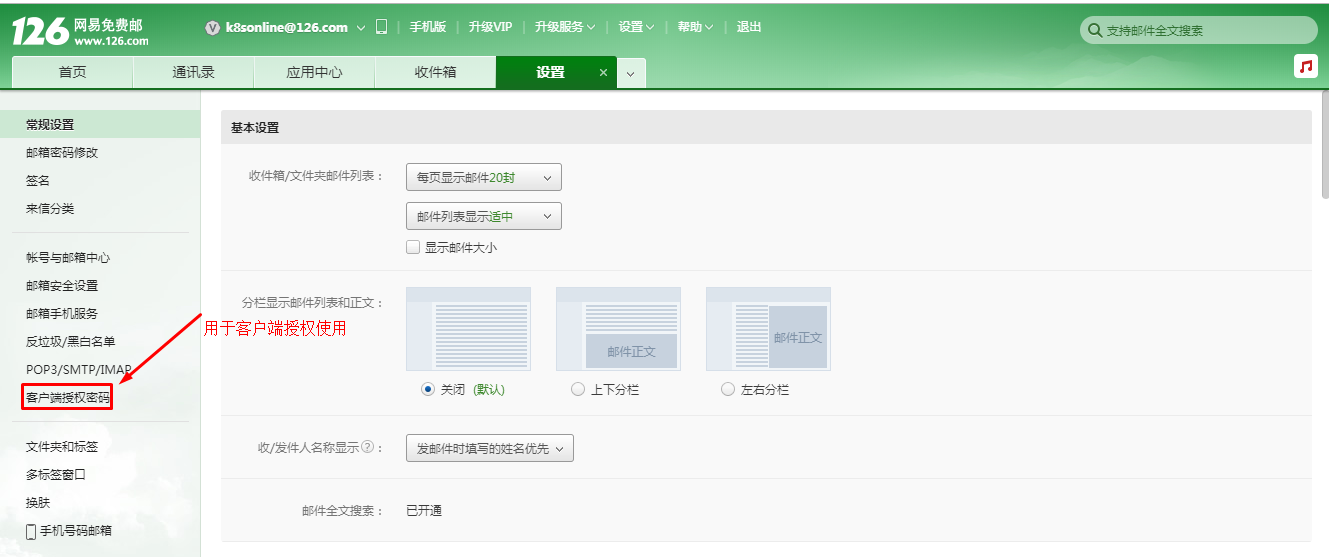 126 网易免费邮
www.126.com
k8sonline@126.com 手机版 升级VIP 升级服务 设置 帮助 退出
支持邮件全文搜索
首页 通讯录 应用中心 收件箱 设置 ×
常规设置
邮箱密码修改
签名
来信分类
帐号与邮箱中心
邮箱安全设置
邮箱手机服务
反垃圾/黑白名单
POP3/SMTP/IMAP
客户端授权密码
文件夹和标签
多标签窗口
换肤
手机号码邮箱
用于客户端授权使用
基本设置
收件箱/文件夹邮件列表：
每页显示邮件20封
邮件列表显示适中
显示邮件大小
分栏显示邮件列表和正文：
邮件正文
邮件正文
关闭 (默认) 上下分栏 左右分栏
收/发件人名称显示?：
发邮件时填写的姓名优先
邮件全文搜索： 已开通